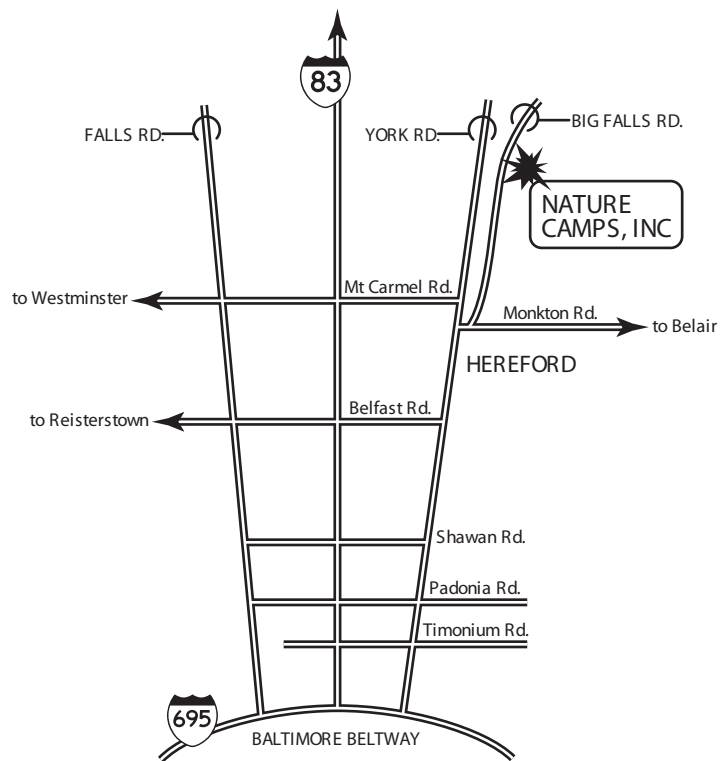 83
FALLS RD.
YORK RD.
BIG FALLS RD.
NATURE
CAMPS, INC
Mt Carmel Rd.
to Westminster
Monkton Rd.
to Belair
HEREFORD
Belfast Rd.
to Reisterstown
Shawan Rd.
Padonia Rd.
Timonium Rd.
695
BALTIMORE BELTWAY